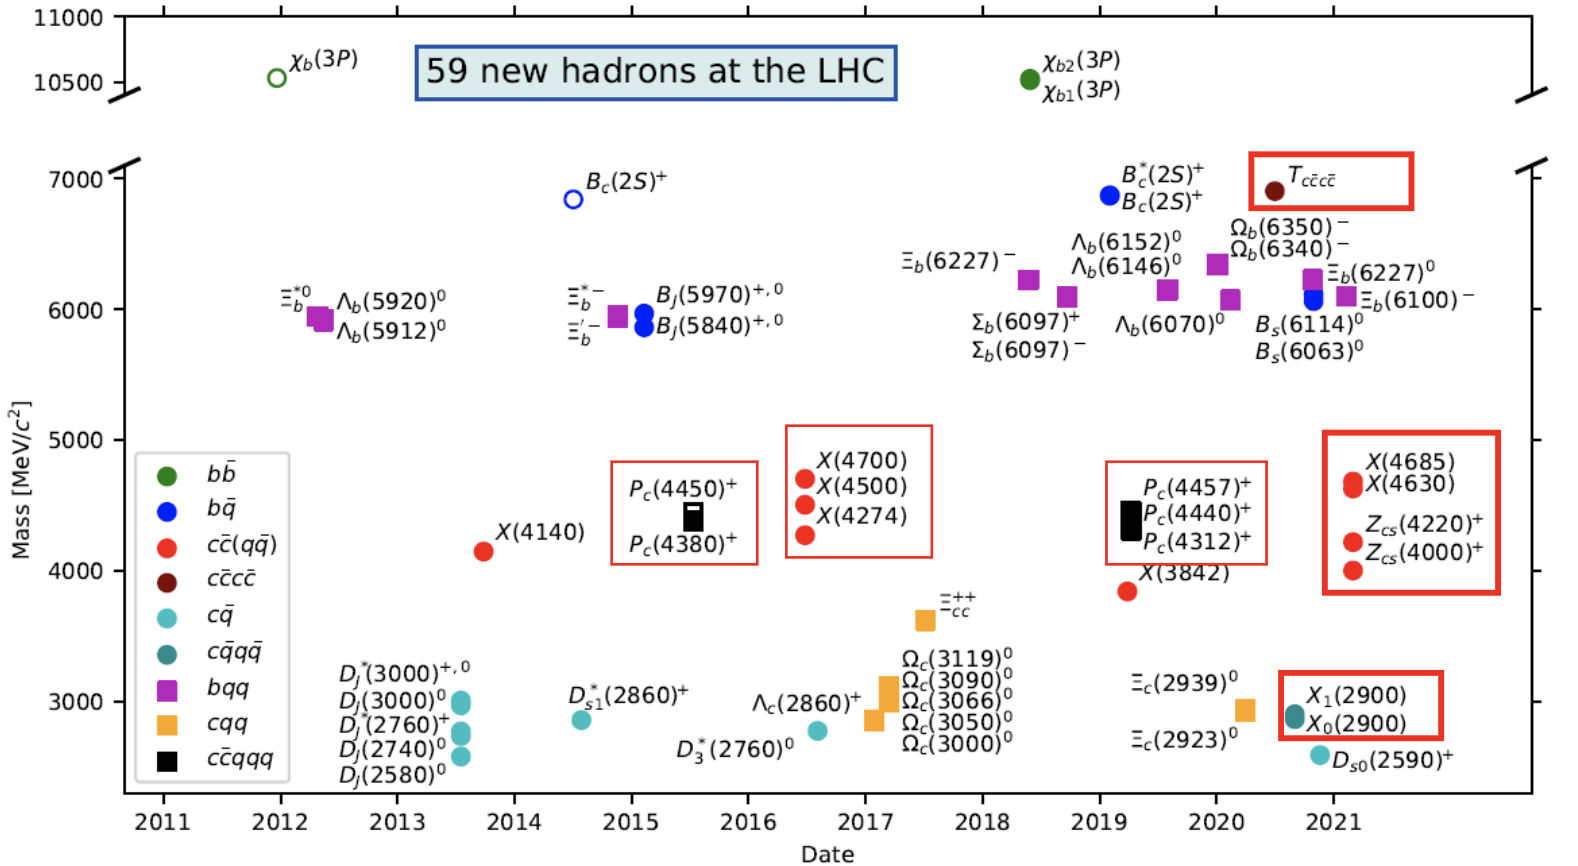 11000
10500
7000
6000
5000
4000
3000
Mass [MeV/c²]
59 new hadrons at the LHC
χb(3P)
χb2(3P)
χb1(3P)
Bc(2S)⁺
Bc*(2S)⁺
Bc(2S)⁺
Tcc̄cc̄
Ξb*⁰
Λb(5920)⁰
Λb(5912)⁰
Ξb*⁻
Ξb′⁻
BJ(5970)⁺,⁰
BJ(5840)⁺,⁰
Ξb(6227)⁻
Σb(6097)⁺
Σb(6097)⁻
Λb(6152)⁰
Λb(6146)⁰
Λb(6070)⁰
Ωb(6350)⁻
Ωb(6340)⁻
Ξb(6227)⁰
Ξb(6100)⁻
Bs(6114)⁰
Bs(6063)⁰
X(4140)
Pc(4450)⁺
Pc(4380)⁺
X(4700)
X(4500)
X(4274)
Pc(4457)⁺
Pc(4440)⁺
Pc(4312)⁺
X(3842)
X(4685)
X(4630)
Zcs(4220)⁺
Zcs(4000)⁺
Ξcc⁺⁺
DJ*(3000)⁺,⁰
DJ(3000)⁰
DJ*(2760)⁺
DJ(2740)⁰
DJ(2580)⁰
Ds1*(2860)⁺
Λc(2860)⁺
D3*(2760)⁰
Ωc(3119)⁰
Ωc(3090)⁰
Ωc(3066)⁰
Ωc(3050)⁰
Ωc(3000)⁰
Ξc(2939)⁰
Ξc(2923)⁰
X1(2900)
X0(2900)
Ds0(2590)⁺
bb̄
bq̄
cc̄(qq̄)
cc̄cc̄
cq̄
cq̄qq̄
bqq
cqq
cc̄qqq
2011 2012 2013 2014 2015 2016 2017 2018 2019 2020 2021
Date